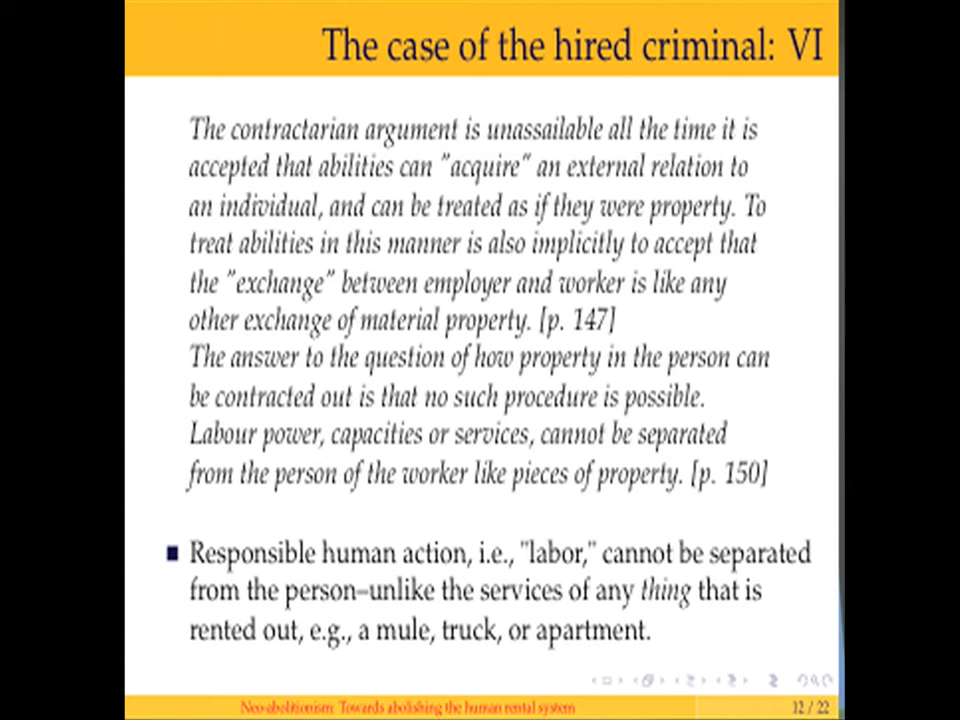 The case of the hired criminal: VI
The contractarian argument is unassailable all the time it is
accepted that abilities can "acquire" an external relation to
an individual, and can be treated as if they were property. To
treat abilities in this manner is also implicitly to accept that
the "exchange" between employer and worker is like any
other exchange of material property. [p. 147]
The answer to the question of how property in the person can
be contracted out is that no such procedure is possible.
Labour power, capacities or services, cannot be separated
from the person of the worker like pieces of property. [p. 150]
Responsible human action, i.e., "labor," cannot be separated
from the person–unlike the services of any thing that is
rented out, e.g., a mule, truck, or apartment.
Neo-abolitionism: Towards abolishing the human rental system
12 / 22